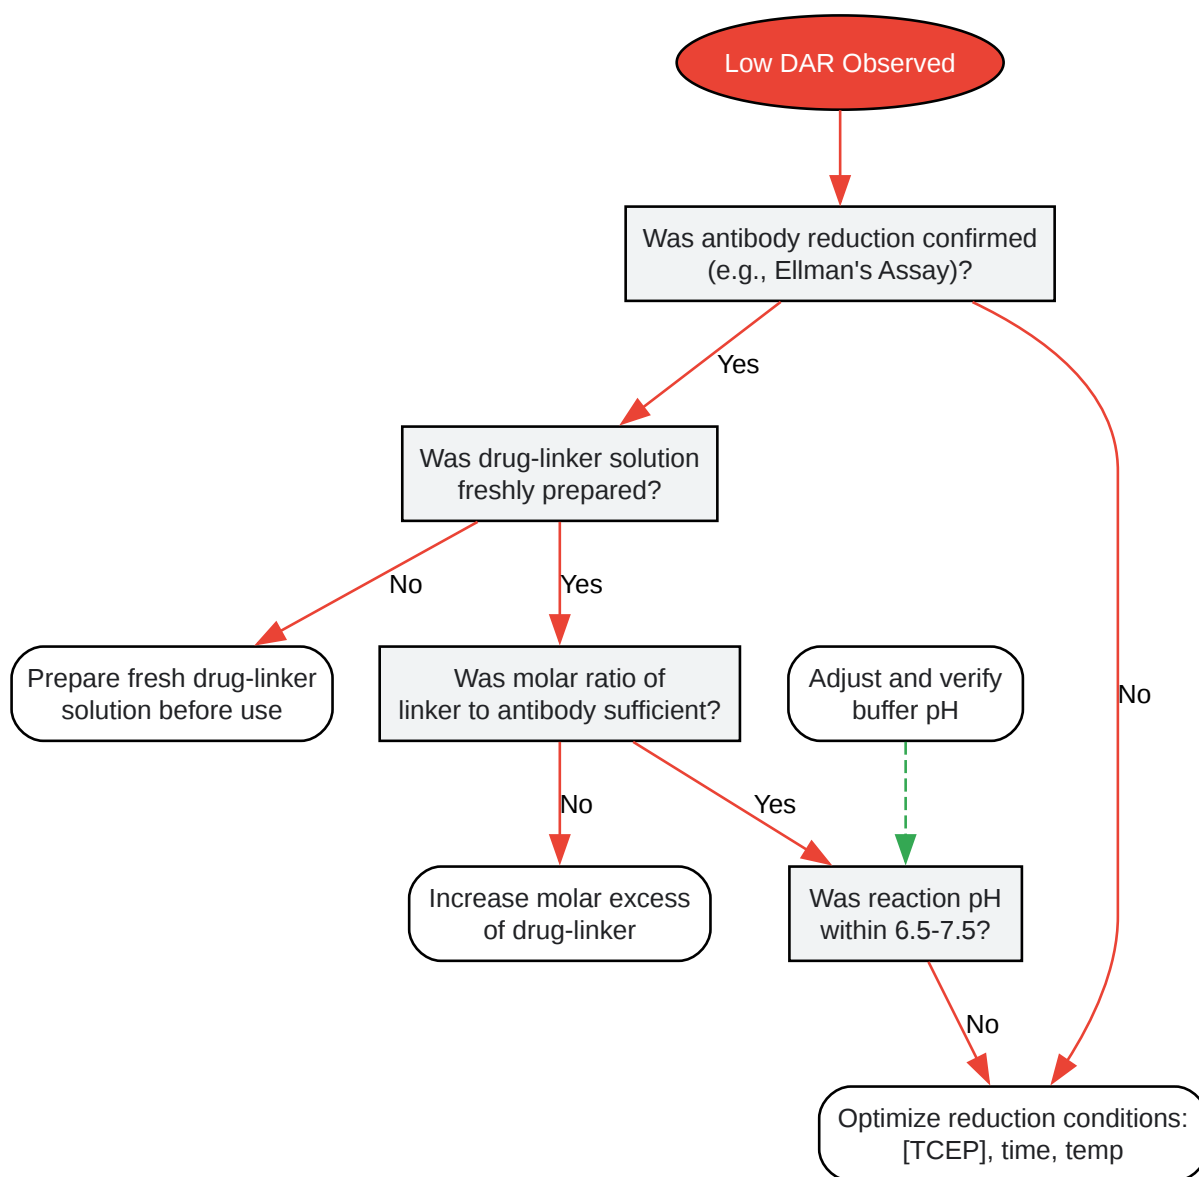 Low DAR Observed
Was antibody reduction confirmed
(e.g., Ellman's Assay)?
Yes
Was drug-linker solution
freshly prepared?
No
Yes
Prepare fresh drug-linker
solution before use
Was molar ratio of
linker to antibody sufficient?
Adjust and verify
buffer pH
No
No
Yes
Increase molar excess
of drug-linker
Was reaction pH
within 6.5-7.5?
No
Optimize reduction conditions:
[TCEP], time, temp